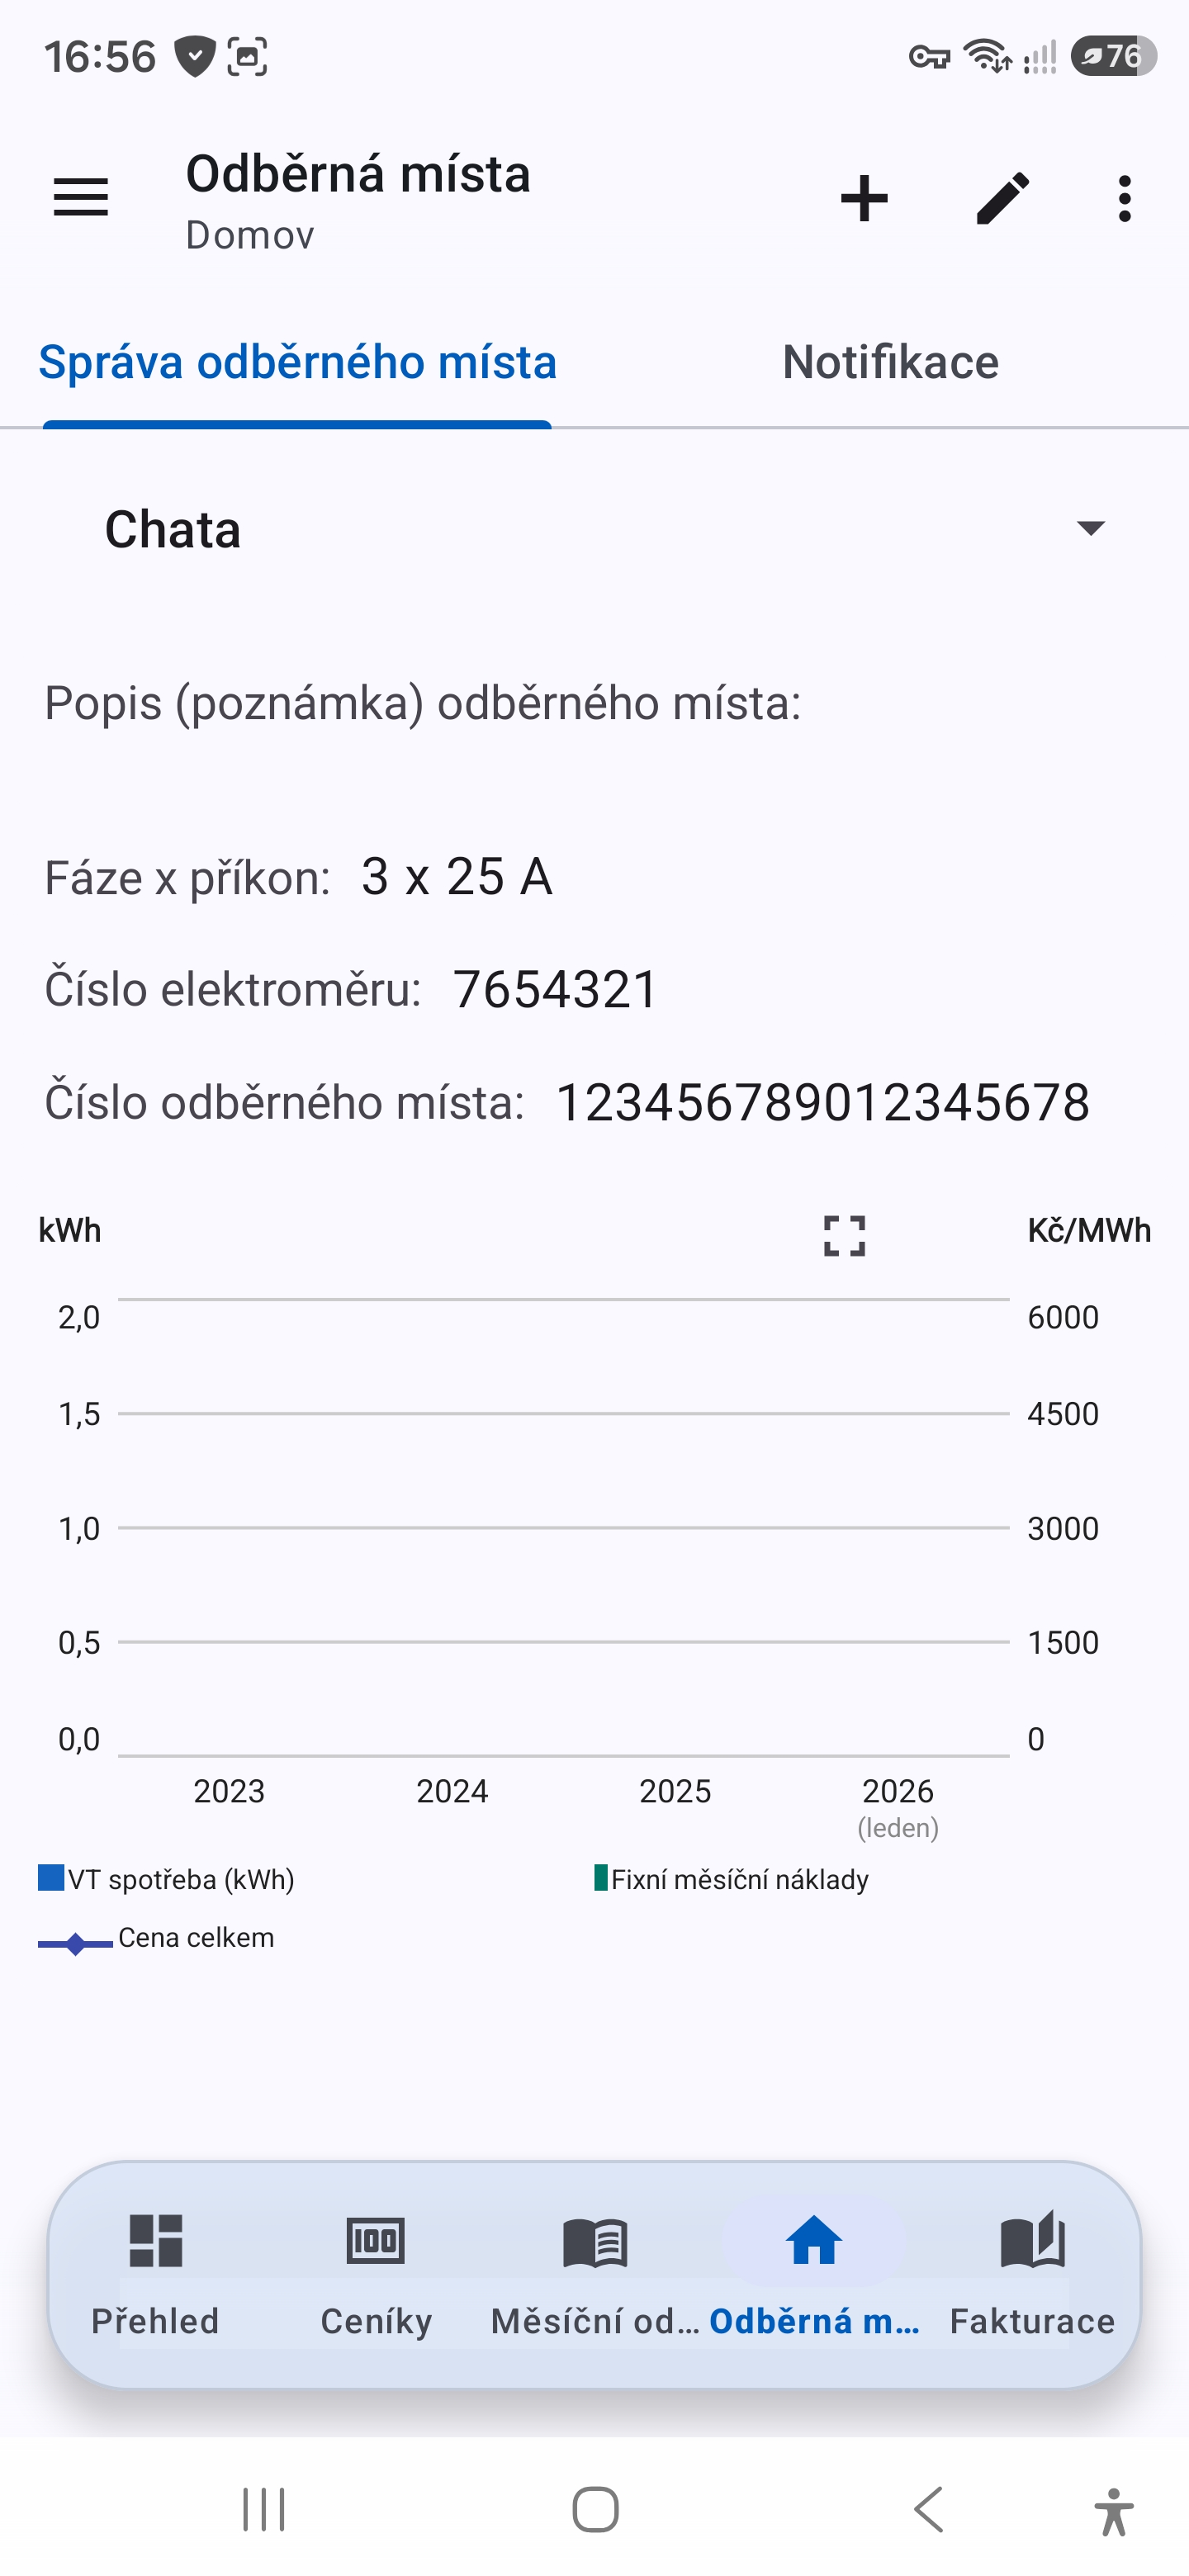 16:56
76
Odběrná místa
Domov
Správa odběrného místa
Notifikace
Chata
Popis (poznámka) odběrného místa:
Fáze x příkon: 3 x 25 A
Číslo elektroměru: 7654321
Číslo odběrného místa: 123456789012345678
kWh
Kč/MWh
2,0 6000
1,5 4500
1,0 3000
0,5 1500
0,0 0
2023 2024 2025 2026
(leden)
VT spotřeba (kWh) Fixní měsíční náklady
Cena celkem
100
Přehled Ceníky Měsíční od... Odběrná m... Fakturace